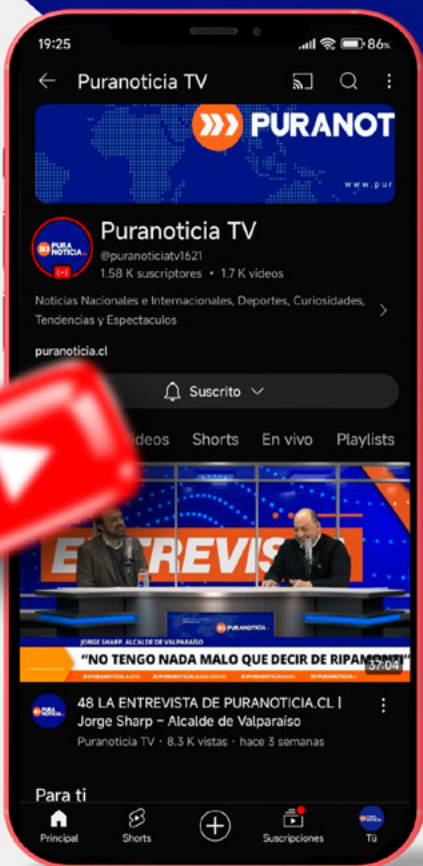 19:25
86%
Puranoticia TV
PURANOT
www.pur
PURA
NOTICIA
Puranoticia TV
@puranoticiatv1621
1.58 K suscriptores • 1.7 K videos
Noticias Nacionales e Internacionales, Deportes, Curiosidades,
Tendencias y Espectaculos
puranoticia.cl
Suscrito
ideos Shorts En vivo Playlists
ENTREVIS
PURANOTICIA
JORGE SHARP, ALCALDE DE VALPARAÍSO
"NO TENGO NADA MALO QUE DECIR DE RIPAMONTI"
37:04
48 LA ENTREVISTA DE PURANOTICIA.CL |
Jorge Sharp – Alcalde de Valparaíso
Puranoticia TV · 8.3 K vistas · hace 3 semanas
Para ti
Principal Shorts Suscripciones Tú